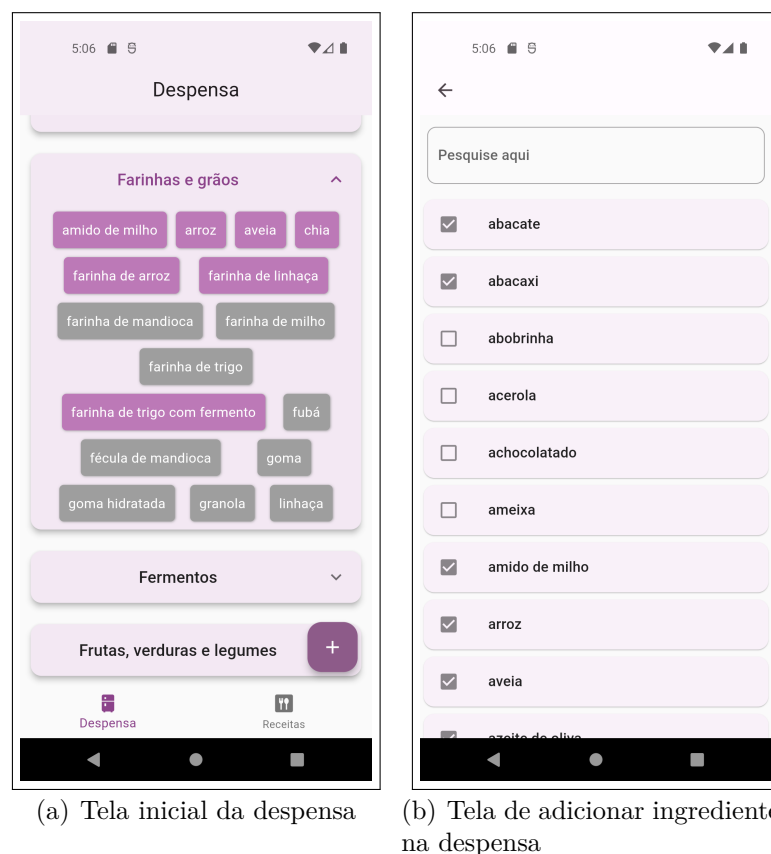 5:06
Despensa
Farinhas e grãos
amido de milho arroz aveia chia
farinha de arroz farinha de linhaça
farinha de mandioca farinha de milho
farinha de trigo
farinha de trigo com fermento fubá
fécula de mandioca goma
goma hidratada granola linhaça
Fermentos
Frutas, verduras e legumes
+
Despensa Receitas
(a) Tela inicial da despensa
5:06
Pesquise aqui
abacate
abacaxi
abobrinha
acerola
achocolatado
ameixa
amido de milho
arroz
aveia
azeite de oliva
(b) Tela de adicionar ingrediente
na despensa